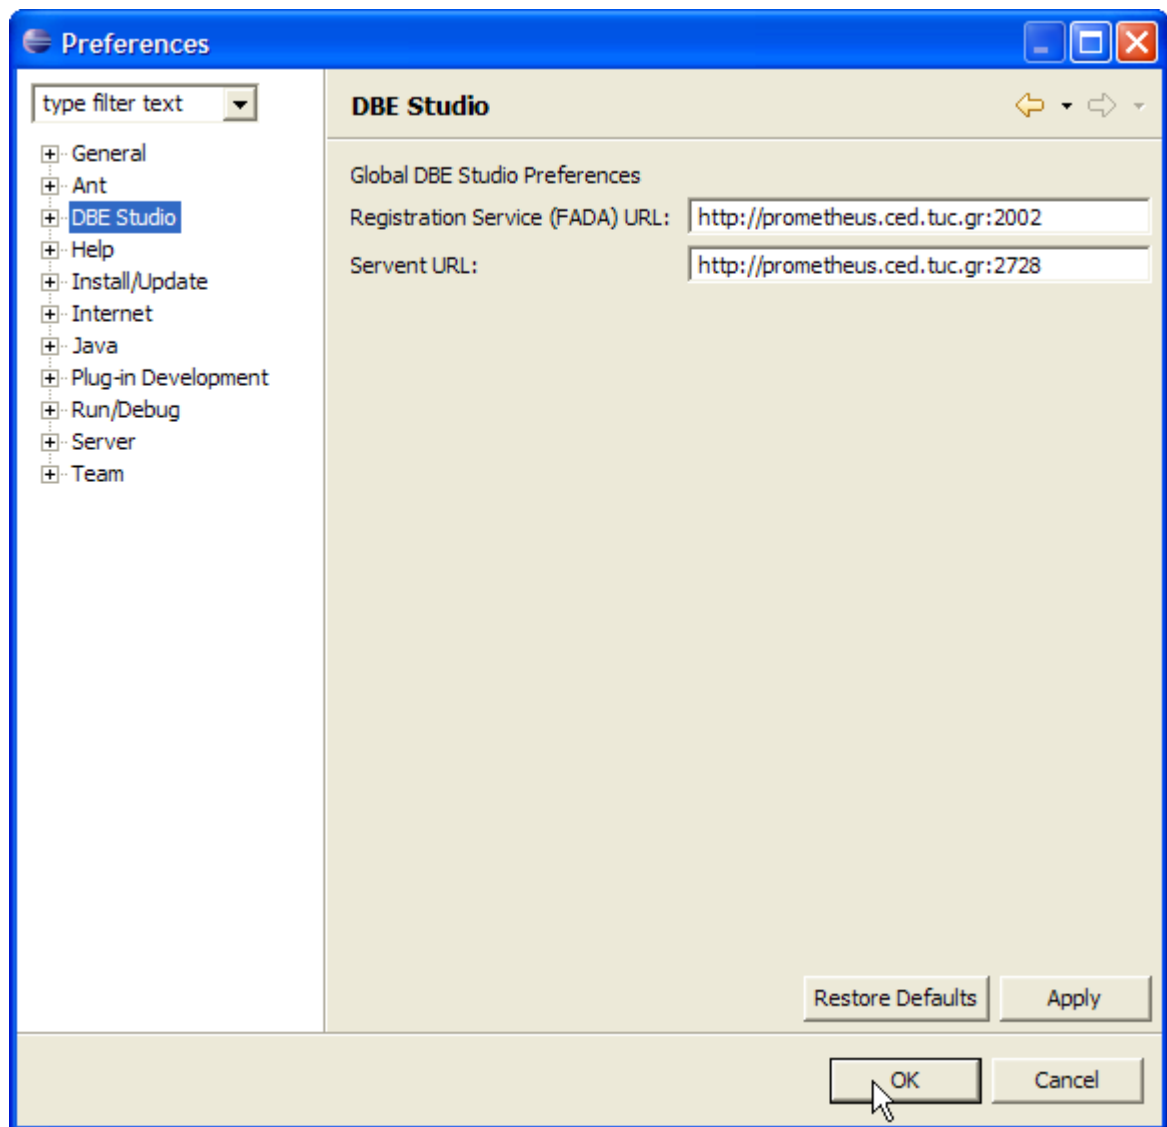 Preferences
type filter text
General
Ant
DBE Studio
Help
Install/Update
Internet
Java
Plug-in Development
Run/Debug
Server
Team
DBE Studio
Global DBE Studio Preferences
Registration Service (FADA) URL: http://prometheus.ced.tuc.gr:2002
Servent URL: http://prometheus.ced.tuc.gr:2728
Restore Defaults Apply
OK Cancel